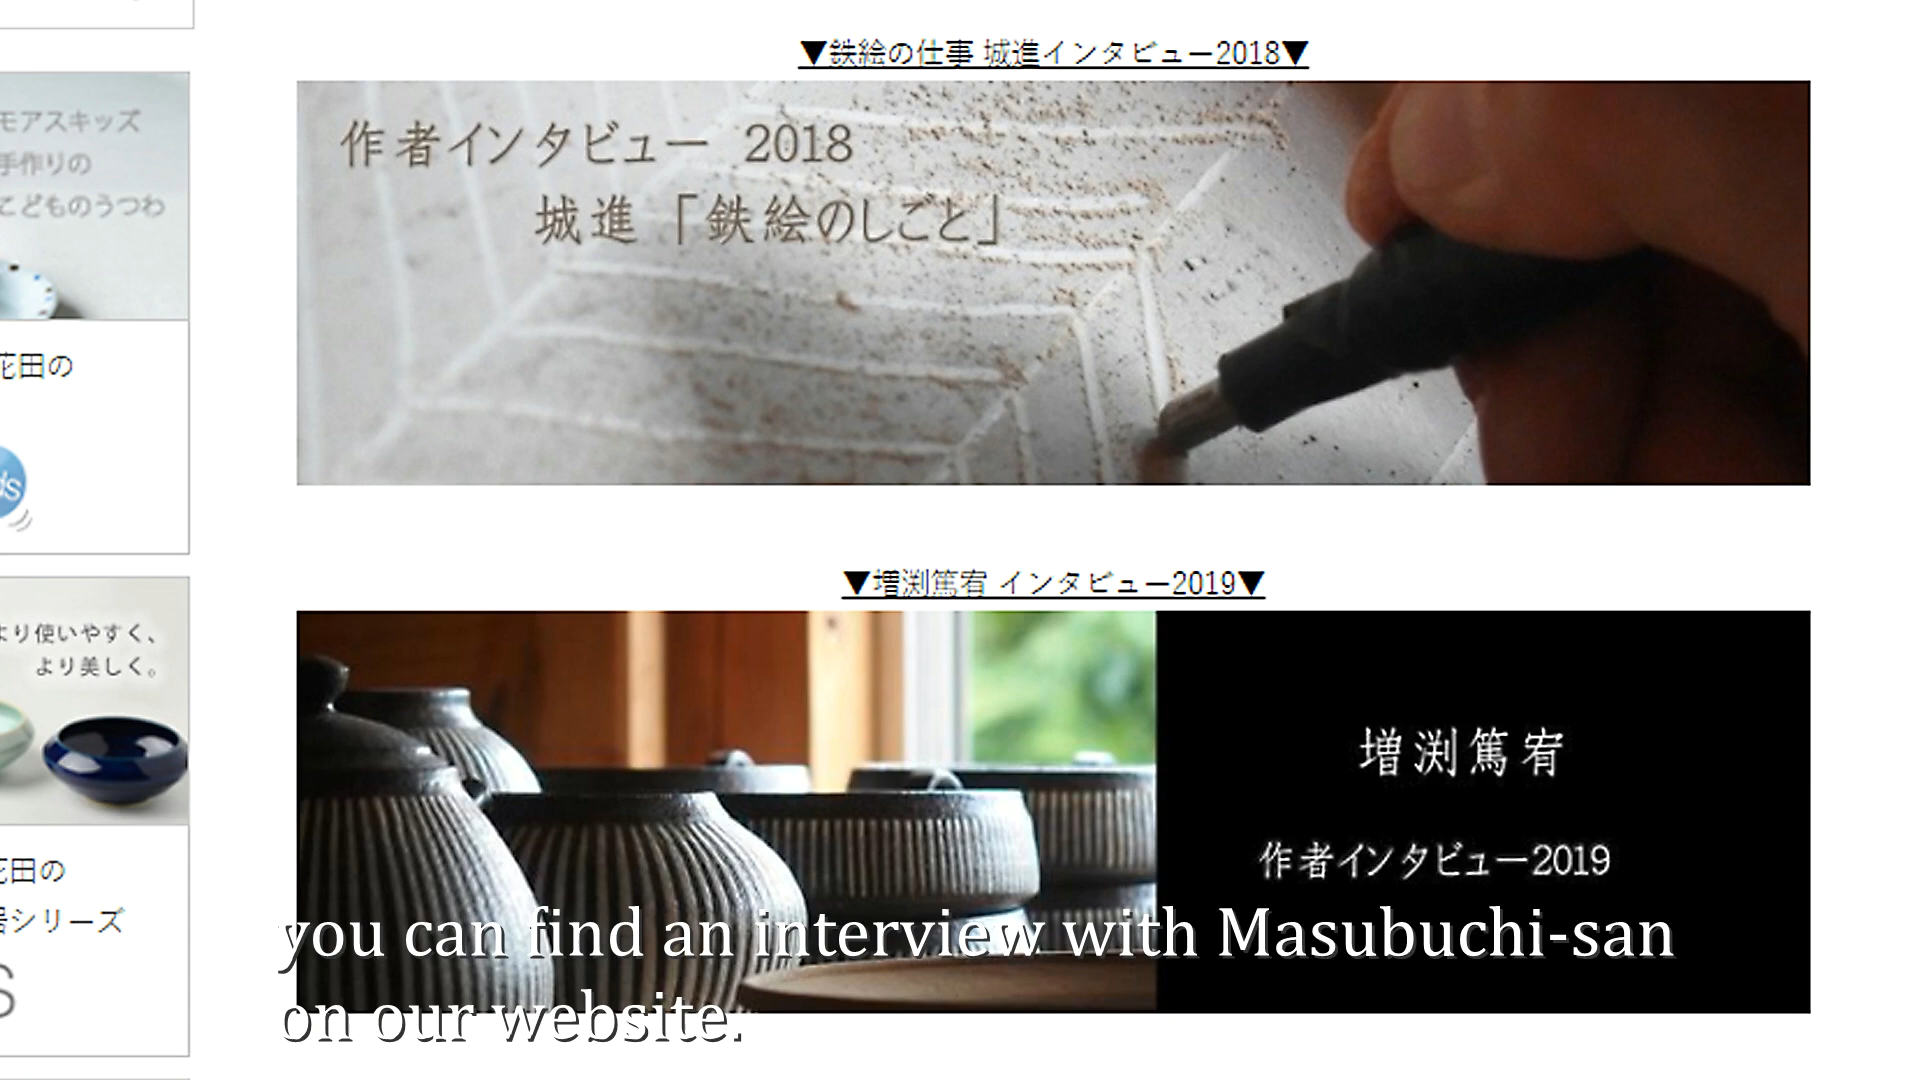 ▼鉄絵の仕事 城進インタビュー2018▼
作者インタビュー 2018
城進「鉄絵のしごと」
モアスキッズ
手作りの
こどものうつわ
花田の
ds
▼増渕篤宥 インタビュー2019▼
より使いやすく、
より美しく。
増渕篤宥
作者インタビュー2019
花田の
器シリーズ
S
you can find an interview with Masubuchi-san
on our website.